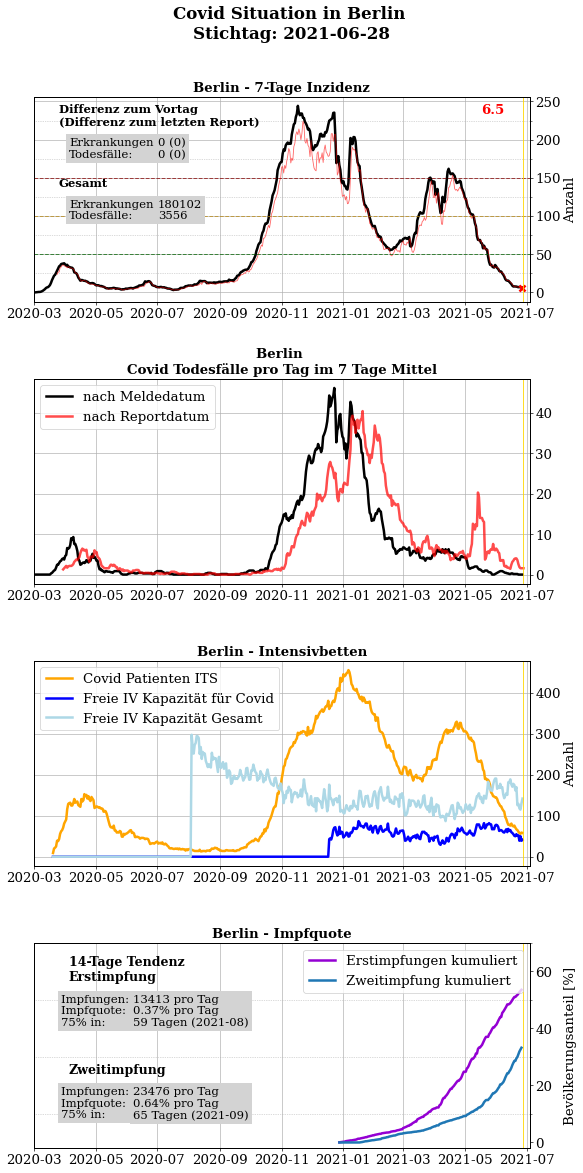 Covid Situation in Berlin
Stichtag: 2021-06-28
Berlin - 7-Tage Inzidenz
Differenz zum Vortag
(Differenz zum letzten Report)
Erkrankungen 0 (0)
Todesfälle: 0 (0)
Gesamt
Erkrankungen 180102
Todesfälle: 3556
6.5
250
200
150
100
50
0
Anzahl
2020-03 2020-05 2020-07 2020-09 2020-11 2021-01 2021-03 2021-05 2021-07
Berlin
Covid Todesfälle pro Tag im 7 Tage Mittel
nach Meldedatum
nach Reportdatum
40
30
20
10
0
2020-03 2020-05 2020-07 2020-09 2020-11 2021-01 2021-03 2021-05 2021-07
Berlin - Intensivbetten
Covid Patienten ITS
Freie IV Kapazität für Covid
Freie IV Kapazität Gesamt
400
300
200
100
0
Anzahl
2020-03 2020-05 2020-07 2020-09 2020-11 2021-01 2021-03 2021-05 2021-07
Berlin - Impfquote
14-Tage Tendenz
Erstimpfung
Impfungen: 13413 pro Tag
Impfquote: 0.37% pro Tag
75% in: 59 Tagen (2021-08)
Zweitimpfung
Impfungen: 23476 pro Tag
Impfquote: 0.64% pro Tag
75% in: 65 Tagen (2021-09)
Erstimpfungen kumuliert
Zweitimpfung kumuliert
60
40
20
0
Bevölkerungsanteil [%]
2020-03 2020-05 2020-07 2020-09 2020-11 2021-01 2021-03 2021-05 2021-07